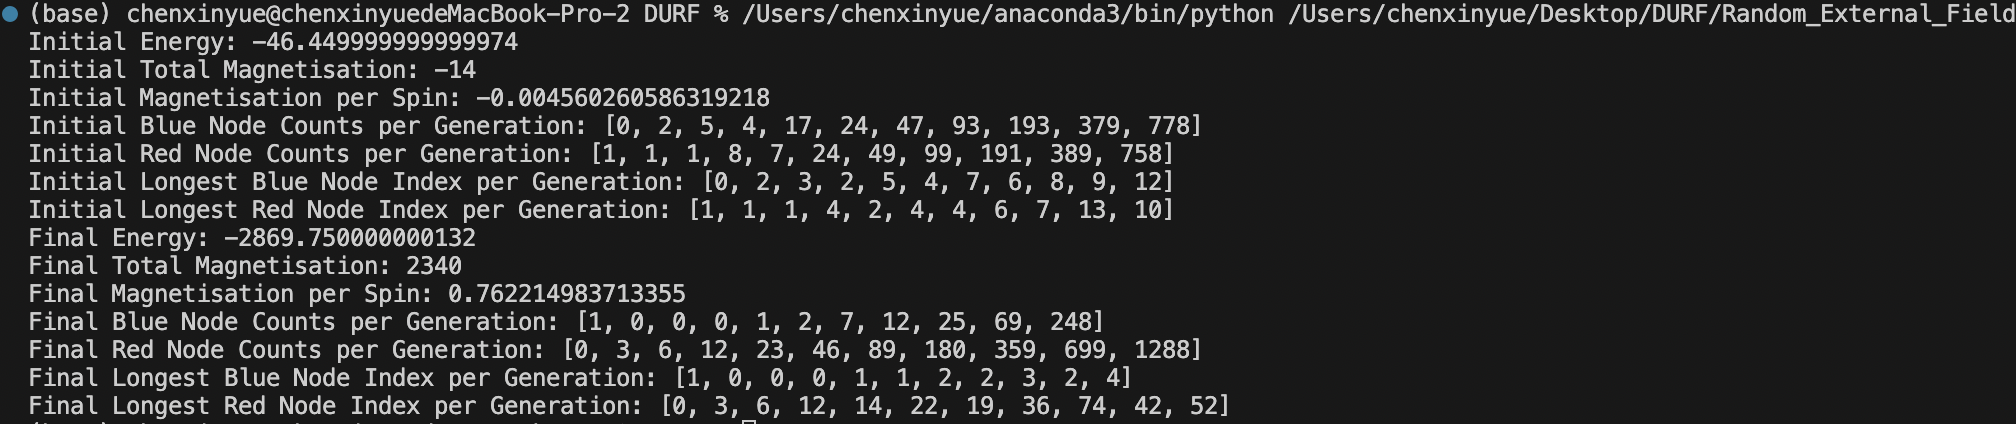 (base) chenxinyue@chenxinyuedeMacBook-Pro-2 DURF % /Users/chenxinyue/anaconda3/bin/python /Users/chenxinyue/Desktop/DURF/Random_External_Field
Initial Energy: -46.449999999999974
Initial Total Magnetisation: -14
Initial Magnetisation per Spin: -0.004560260586319218
Initial Blue Node Counts per Generation: [0, 2, 5, 4, 17, 24, 47, 93, 193, 379, 778]
Initial Red Node Counts per Generation: [1, 1, 1, 8, 7, 24, 49, 99, 191, 389, 758]
Initial Longest Blue Node Index per Generation: [0, 2, 3, 2, 5, 4, 7, 6, 8, 9, 12]
Initial Longest Red Node Index per Generation: [1, 1, 1, 4, 2, 4, 4, 6, 7, 13, 10]
Final Energy: -2869.750000000132
Final Total Magnetisation: 2340
Final Magnetisation per Spin: 0.762214983713355
Final Blue Node Counts per Generation: [1, 0, 0, 0, 1, 2, 7, 12, 25, 69, 248]
Final Red Node Counts per Generation: [0, 3, 6, 12, 23, 46, 89, 180, 359, 699, 1288]
Final Longest Blue Node Index per Generation: [1, 0, 0, 0, 1, 1, 2, 2, 3, 2, 4]
Final Longest Red Node Index per Generation: [0, 3, 6, 12, 14, 22, 19, 36, 74, 42, 52]